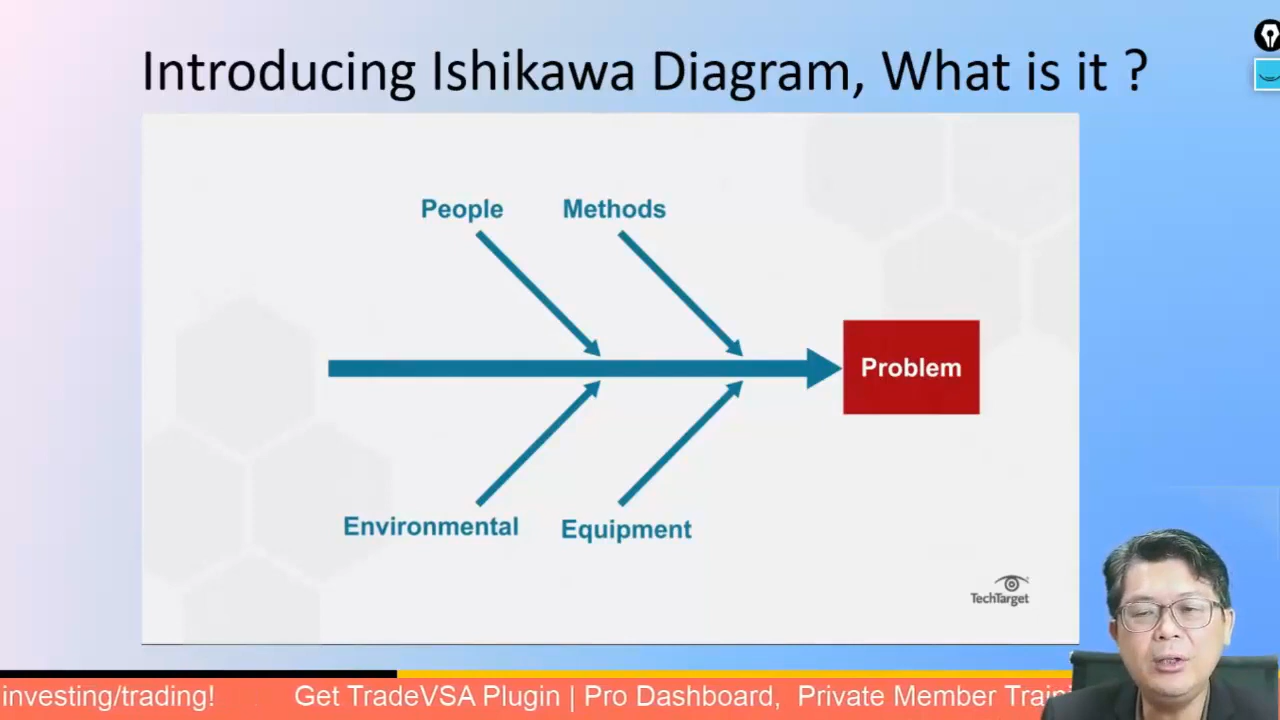 Introducing Ishikawa Diagram, What is it ?
People
Methods
Problem
Environmental
Equipment
TechTarget
investing/trading! Get TradeVSA Plugin | Pro Dashboard, Private Member